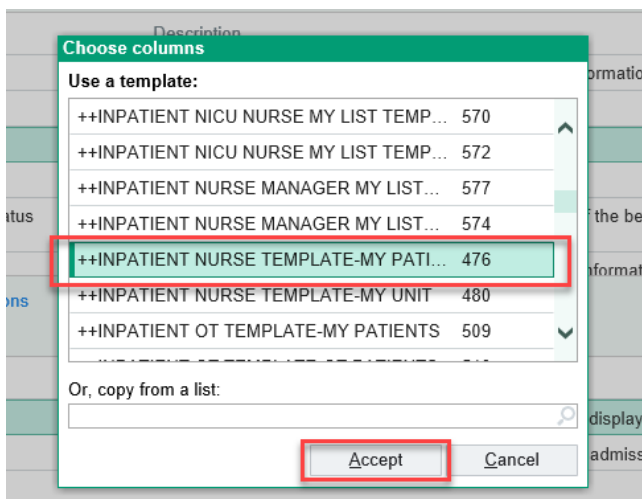 Description
Choose columns
Use a template:
++INPATIENT NICU NURSE MY LIST TEMP... 570
++INPATIENT NICU NURSE MY LIST TEMP... 572
++INPATIENT NURSE MANAGER MY LIST... 577
++INPATIENT NURSE MANAGER MY LIST... 574
atus
f the be
++INPATIENT NURSE TEMPLATE-MY PATI... 476
ons
++INPATIENT NURSE TEMPLATE-MY UNIT 480
++INPATIENT OT TEMPLATE-MY PATIENTS 509
Or, copy from a list:
display
Accept Cancel
admiss